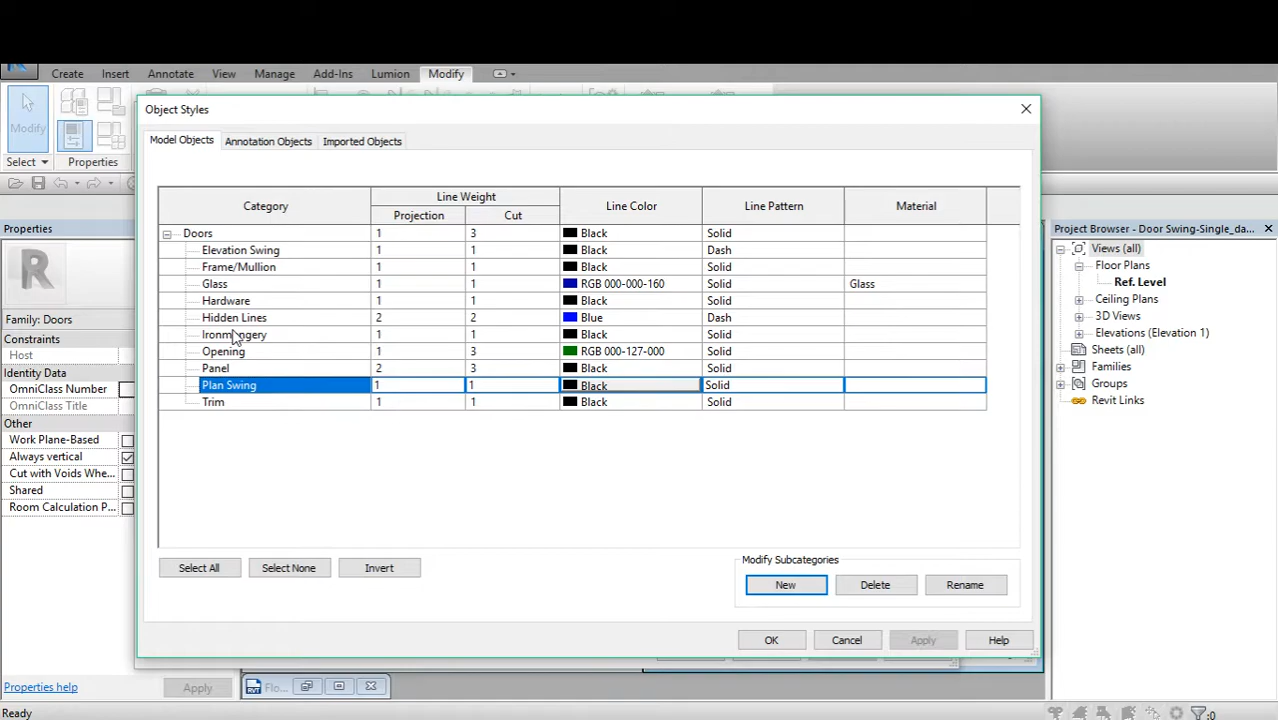 Create Insert Annotate View Manage Add-Ins Lumion Modify
Modify
Select Properties
Object Styles
Model Objects Annotation Objects Imported Objects
Category Line Weight Line Color Line Pattern Material
Projection Cut
Doors 1 3 Black Solid
Elevation Swing 1 1 Black Dash
Frame/Mullion 1 1 Black Solid
Glass 1 1 RGB 000-000-160 Solid Glass
Hardware 1 1 Black Solid
Hidden Lines 2 2 Blue Dash
Ironmongery 1 1 Black Solid
Opening 1 3 RGB 000-127-000 Solid
Panel 2 3 Black Solid
Plan Swing 1 1 Black Solid
Trim 1 1 Black Solid
Select All Select None Invert
Modify Subcategories
New Delete Rename
OK Cancel Apply Help
Properties
R
Family: Doors
Constraints
Host
Identity Data
OmniClass Number
OmniClass Title
Other
Work Plane-Based
Always vertical
Cut with Voids Whe...
Shared
Room Calculation P...
Properties help Apply
Flo...
Ready
Project Browser - Door Swing-Single_da...
Views (all)
Floor Plans
Ref. Level
Ceiling Plans
3D Views
Elevations (Elevation 1)
Sheets (all)
Families
Groups
Revit Links
:0